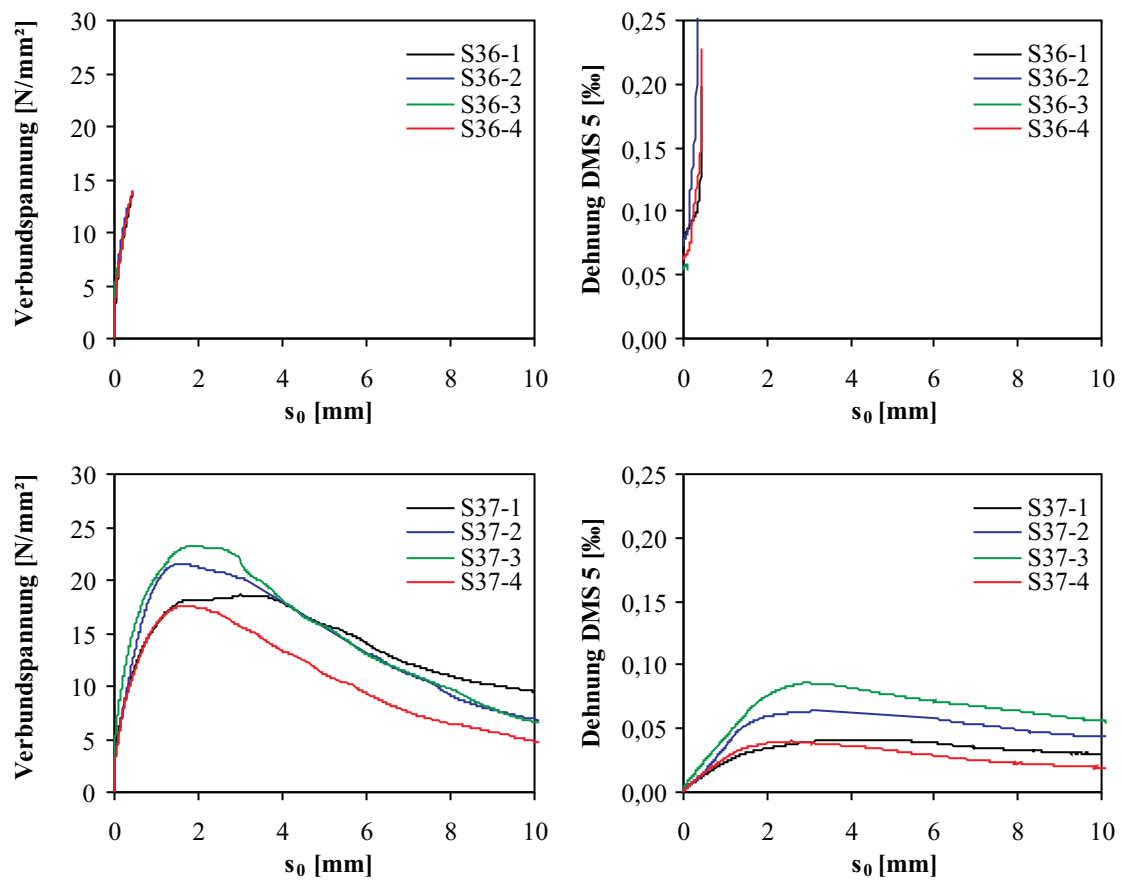 Verbundspannung [N/mm²]
30
25
20
15
10
5
0
0 2 4 6 8 10
s₀ [mm]
S36-1
S36-2
S36-3
S36-4
Dehnung DMS 5 [‰]
0,25
0,20
0,15
0,10
0,05
0,00
0 2 4 6 8 10
s₀ [mm]
S36-1
S36-2
S36-3
S36-4
Verbundspannung [N/mm²]
30
25
20
15
10
5
0
0 2 4 6 8 10
s₀ [mm]
S37-1
S37-2
S37-3
S37-4
Dehnung DMS 5 [‰]
0,25
0,20
0,15
0,10
0,05
0,00
0 2 4 6 8 10
s₀ [mm]
S37-1
S37-2
S37-3
S37-4